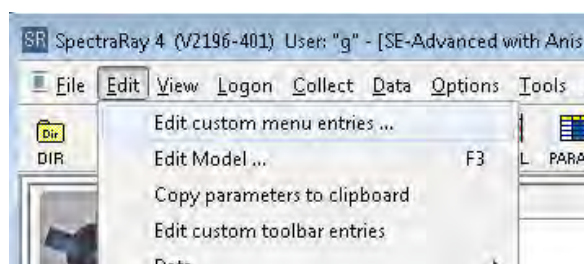 SR SpectraRay 4 (V2196-401) User: "g" - [SE-Advanced with Anis
File Edit View Logon Collect Data Options Tools
Edit custom menu entries ...
Dir
DIR Edit Model ... F3 L PARA
Copy parameters to clipboard
Edit custom toolbar entries